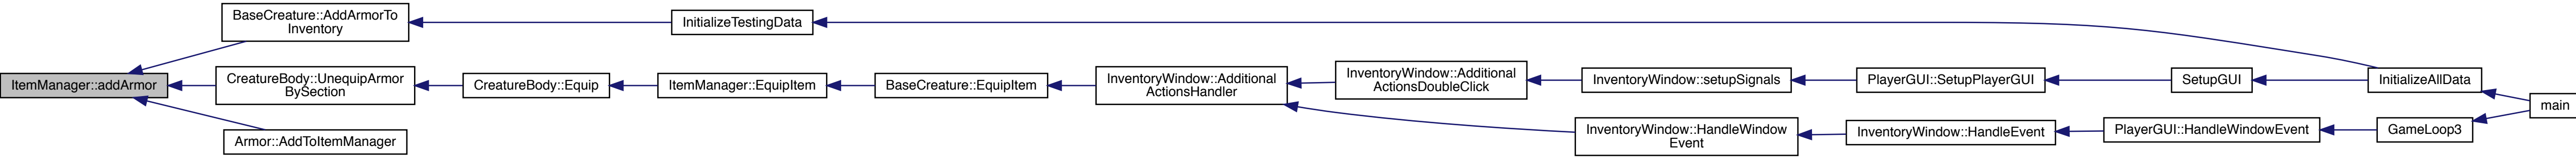 ItemManager::addArmor
BaseCreature::AddArmorTo
Inventory
InitializeTestingData
CreatureBody::UnequipArmor
BySection
CreatureBody::Equip
ItemManager::EquipItem
BaseCreature::EquipItem
InventoryWindow::Additional
ActionsHandler
InventoryWindow::Additional
ActionsDoubleClick
InventoryWindow::setupSignals
PlayerGUI::SetupPlayerGUI
SetupGUI
InitializeAllData
main
InventoryWindow::HandleWindow
Event
InventoryWindow::HandleEvent
PlayerGUI::HandleWindowEvent
GameLoop3
Armor::AddToItemManager